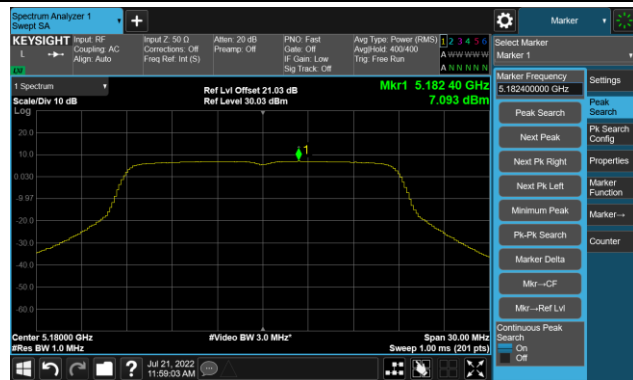 Spectrum Analyzer 1
Swept SA
Marker
KEYSIGHT
L
Input: RF
Coupling: AC
Align: Auto
Input Z: 50 Ω
Corrections: Off
Freq Ref: Int (S)
Atten: 20 dB
Preamp: Off
PNO: Fast
Gate: Off
IF Gain: Low
Sig Track: Off
Avg Type: Power (RMS)
Avg|Hold: 400/400
Trig: Free Run
1 2 3 4 5 6
A W W W W W
A N N N N N
Select Marker
Marker 1
1 Spectrum
Scale/Div 10 dB
Log
Ref Lvl Offset 21.03 dB
Ref Level 30.03 dBm
Mkr1 5.182 40 GHz
7.093 dBm
20.0
10.0
0.030
-9.97
-20.0
-30.0
-40.0
-50.0
-60.0
1
Center 5.18000 GHz
#Res BW 1.0 MHz
#Video BW 3.0 MHz*
Span 30.00 MHz
Sweep 1.00 ms (201 pts)
Marker Frequency
5.182400000 GHz
Peak Search
Next Peak
Next Pk Right
Next Pk Left
Minimum Peak
Pk-Pk Search
Marker Delta
Mkr→CF
Mkr→Ref Lvl
Continuous Peak
Search
On
Off
Settings
Peak
Search
Pk Search
Config
Properties
Marker
Function
Marker→
Counter
?
Jul 21, 2022
11:59:03 AM